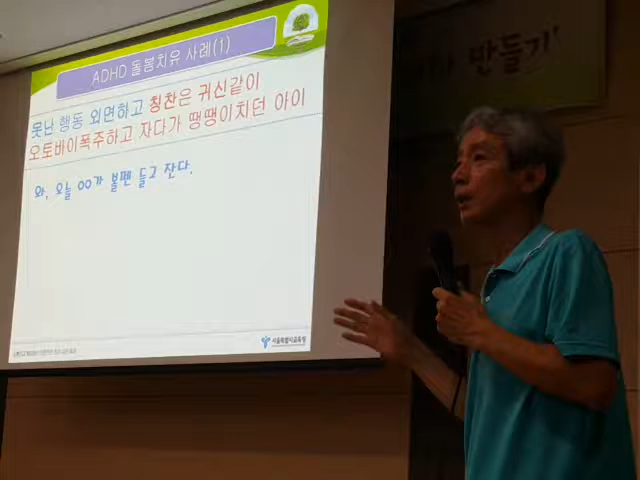 ADHD 돌봄치유 사례(1)
못난 행동 외면하고 칭찬은 귀신같이
오토바이폭주하고 자다가 땡땡이치던 아이
와, 오늘 00가 볼펜 들고 잔다.
서울특별시교육청
만들기'